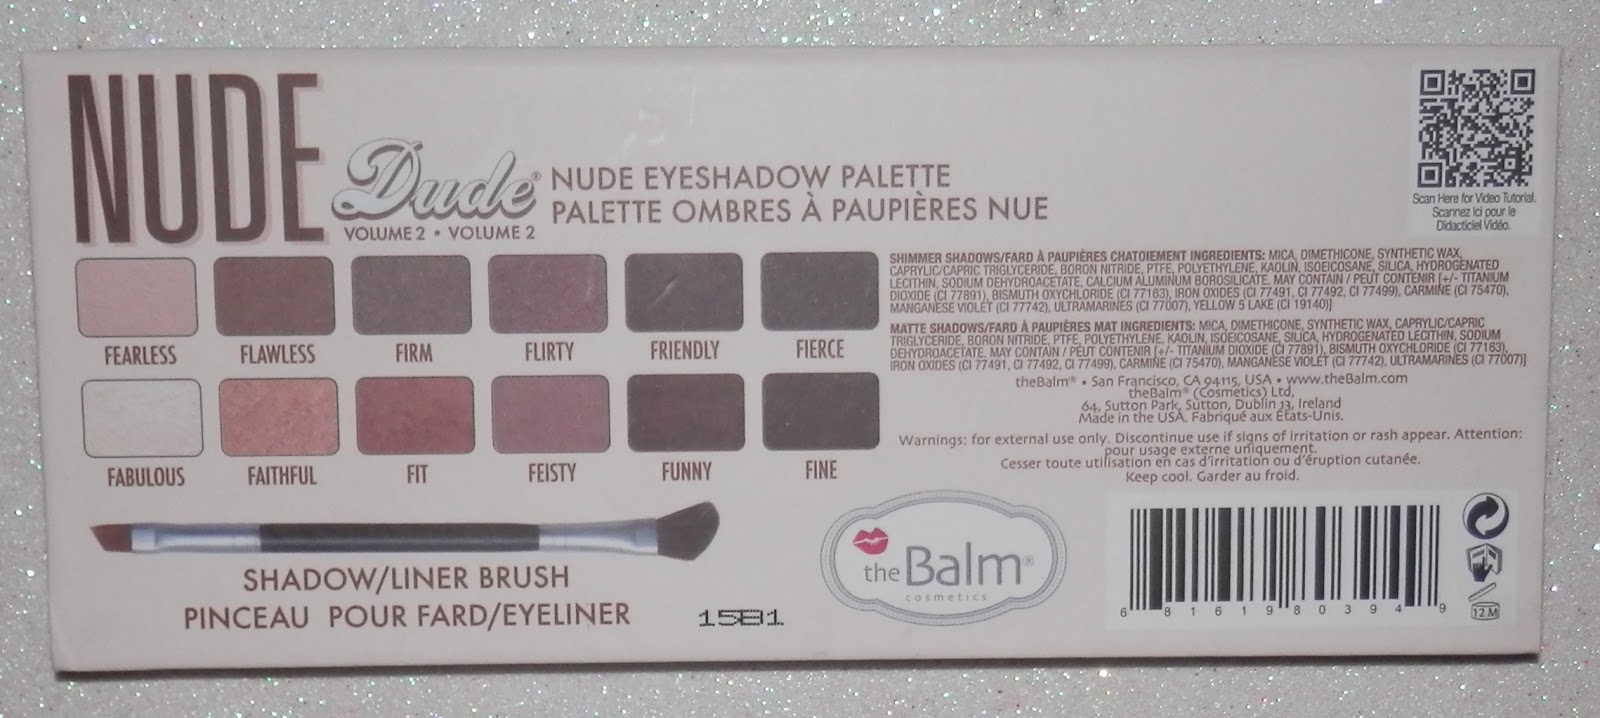 NUDE
Dude®
VOLUME 2 • VOLUME 2
NUDE EYESHADOW PALETTE
PALETTE OMBRES À PAUPIÈRES NUE
Scan Here for Video Tutorial.
Scannez Ici pour le
Didacticiel Vidéo.
FEARLESS FLAWLESS FIRM FLIRTY FRIENDLY FIERCE
FABULOUS FAITHFUL FIT FEISTY FUNNY FINE
SHIMMER SHADOWS/FARD À PAUPIÈRES CHATOIEMENT INGREDIENTS: MICA, DIMETHICONE, SYNTHETIC WAX,
CAPRYLIC/CAPRIC TRIGLYCERIDE, BORON NITRIDE, PTFE, POLYETHYLENE, KAOLIN, ISOEICOSANE, SILICA, HYDROGENATED
LECITHIN, SODIUM DEHYDROACETATE, CALCIUM ALUMINUM BOROSILICATE. MAY CONTAIN / PEUT CONTENIR [+/- TITANIUM
DIOXIDE (CI 77891), BISMUTH OXYCHLORIDE (CI 77163), IRON OXIDES (CI 77491, CI 77492, CI 77499), CARMINE (CI 75470),
MANGANESE VIOLET (CI 77742), ULTRAMARINES (CI 77007), YELLOW 5 LAKE (CI 19140)]
MATTE SHADOWS/FARD À PAUPIÈRES MAT INGREDIENTS: MICA, DIMETHICONE, SYNTHETIC WAX, CAPRYLIC/CAPRIC
TRIGLYCERIDE, BORON NITRIDE, PTFE, POLYETHYLENE, KAOLIN, ISOEICOSANE, SILICA, HYDROGENATED LECITHIN, SODIUM
DEHYDROACETATE. MAY CONTAIN / PEUT CONTENIR [+/- TITANIUM DIOXIDE (CI 77891), BISMUTH OXYCHLORIDE (CI 77163),
IRON OXIDES (CI 77491, CI 77492, CI 77499), CARMINE (CI 75470), MANGANESE VIOLET (CI 77742), ULTRAMARINES (CI 77007)]
theBalm® • San Francisco, CA 94115, USA • www.theBalm.com
theBalm® (Cosmetics) Ltd,
64, Sutton Park, Sutton, Dublin 13, Ireland
Made in the USA. Fabriqué aux États-Unis.
Warnings: for external use only. Discontinue use if signs of irritation or rash appear. Attention:
pour usage externe uniquement.
Cesser toute utilisation en cas d'irritation ou d'éruption cutanée.
Keep cool. Garder au froid.
SHADOW/LINER BRUSH
PINCEAU POUR FARD/EYELINER
1581
theBalm®
cosmetics
6 81619 80394 9
12 M